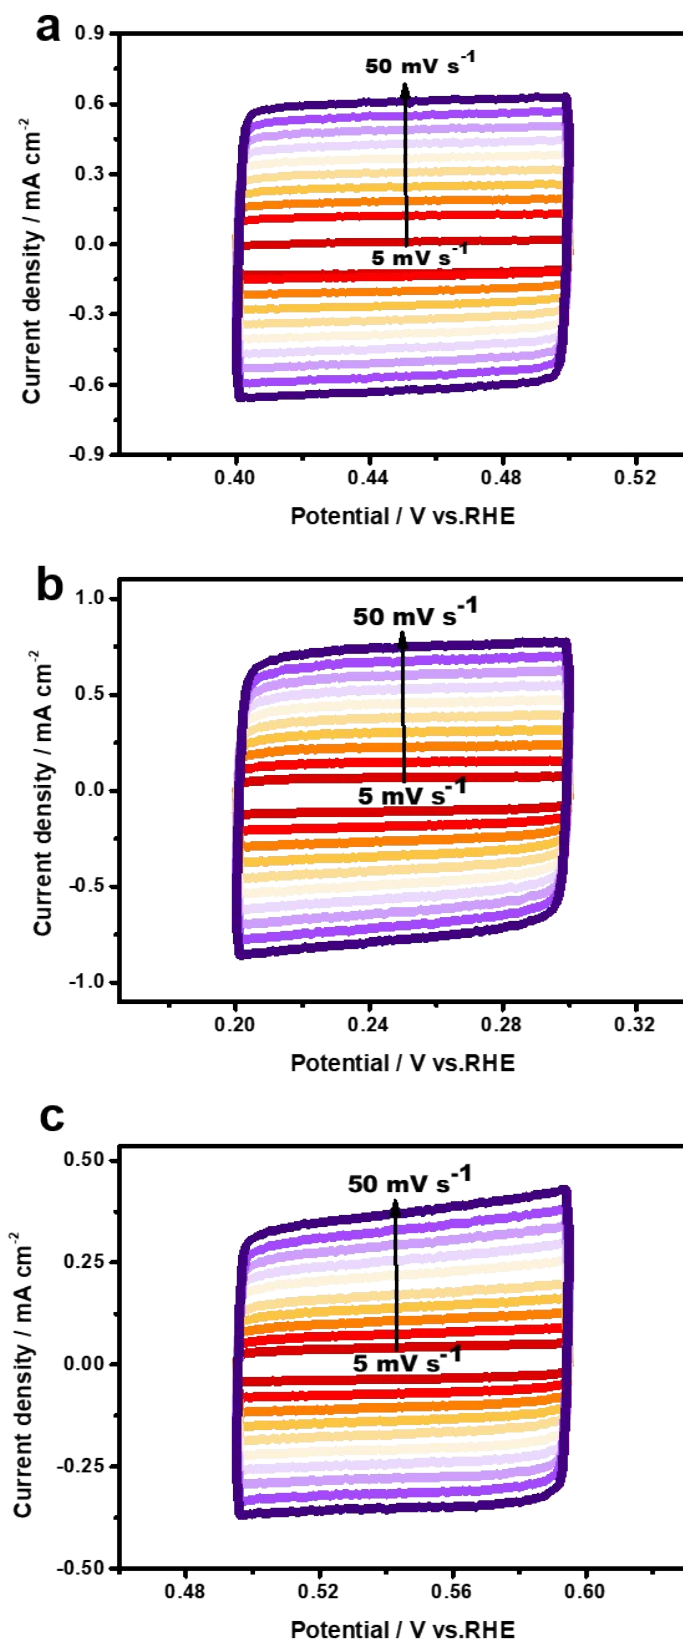 a
0.9
0.6
0.3
0.0
-0.3
-0.6
-0.9
Current density / mA cm-2
50 mV s-1
5 mV s-1
0.40 0.44 0.48 0.52
Potential / V vs.RHE
b
1.0
0.5
0.0
-0.5
-1.0
Current density / mA cm-2
50 mV s-1
5 mV s-1
0.20 0.24 0.28 0.32
Potential / V vs.RHE
c
0.50
0.25
0.00
-0.25
-0.50
Current density / mA cm-2
50 mV s-1
5 mV s-1
0.48 0.52 0.56 0.60
Potential / V vs.RHE